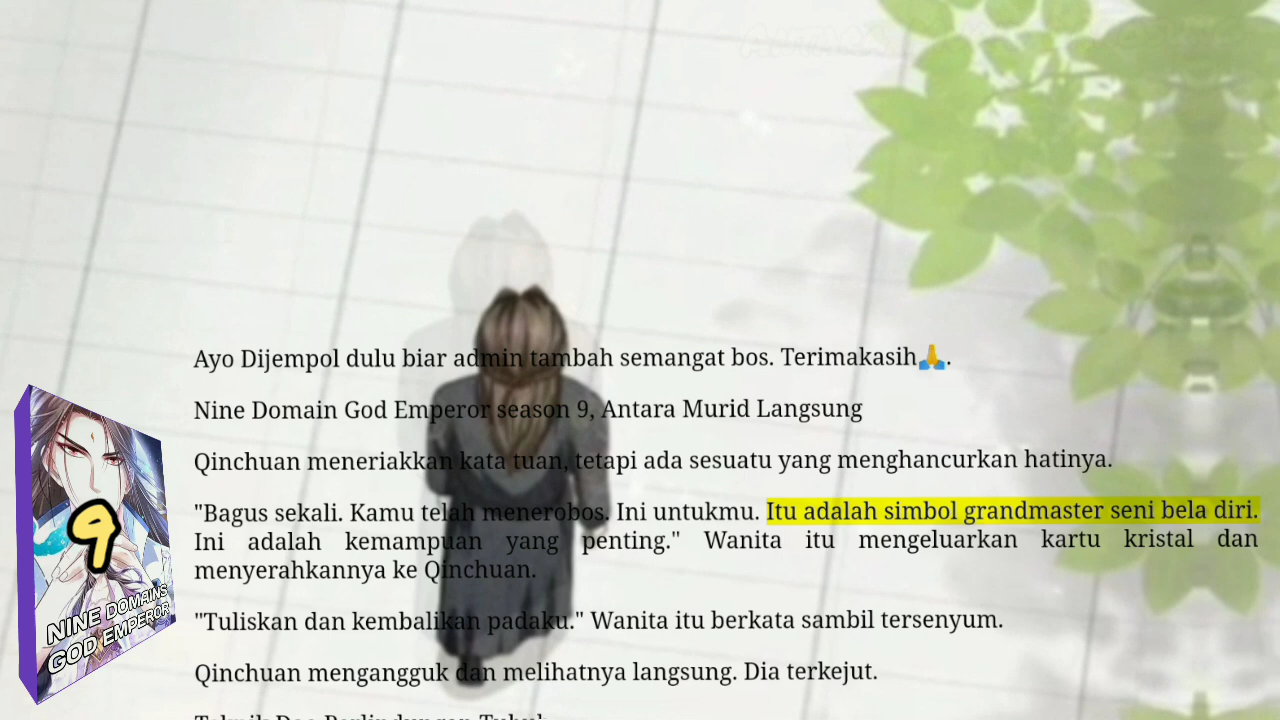 Ayo Dijempol dulu biar admin tambah semangat bos. Terimakasih🙏.
Nine Domain God Emperor season 9, Antara Murid Langsung
Qinchuan meneriakkan kata tuan, tetapi ada sesuatu yang menghancurkan hatinya.
"Bagus sekali. Kamu telah menerobos. Ini untukmu. Itu adalah simbol grandmaster seni bela diri.
Ini adalah kemampuan yang penting." Wanita itu mengeluarkan kartu kristal dan
menyerahkannya ke Qinchuan.
"Tuliskan dan kembalikan padaku." Wanita itu berkata sambil tersenyum.
Qinchuan mengangguk dan melihatnya langsung. Dia terkejut.
9
NINE DOMAINS
GOD EMPEROR